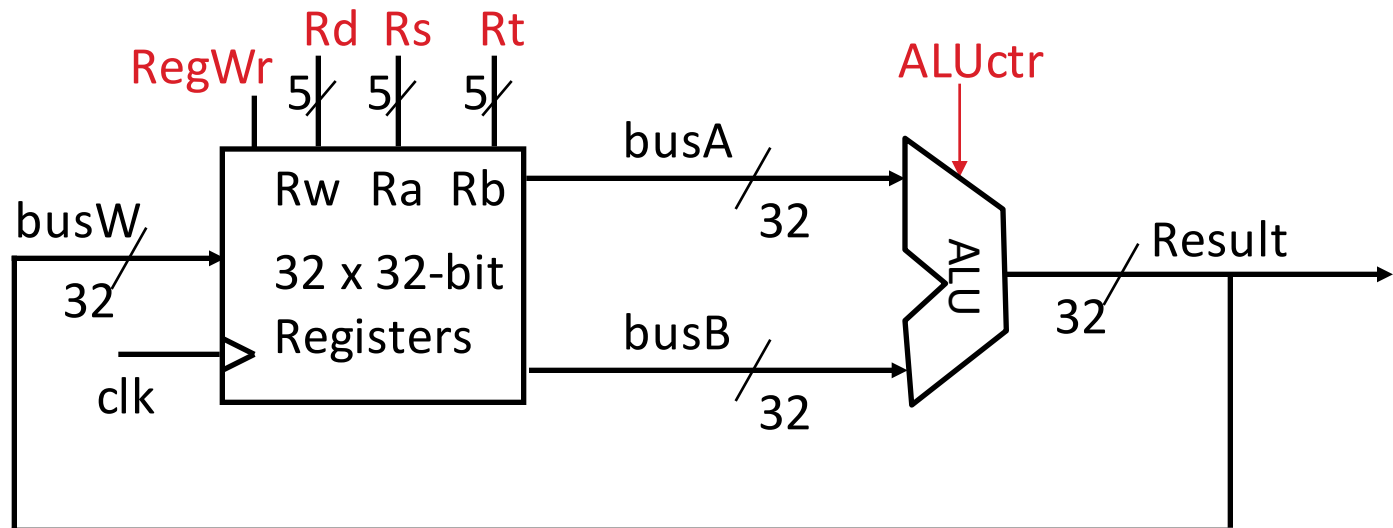 Rd Rs Rt
RegWr
ALUctr
5 5 5
busA
Rw Ra Rb
busW
32
Result
32 x 32-bit
ALU
32
32
Registers
busB
clk
32